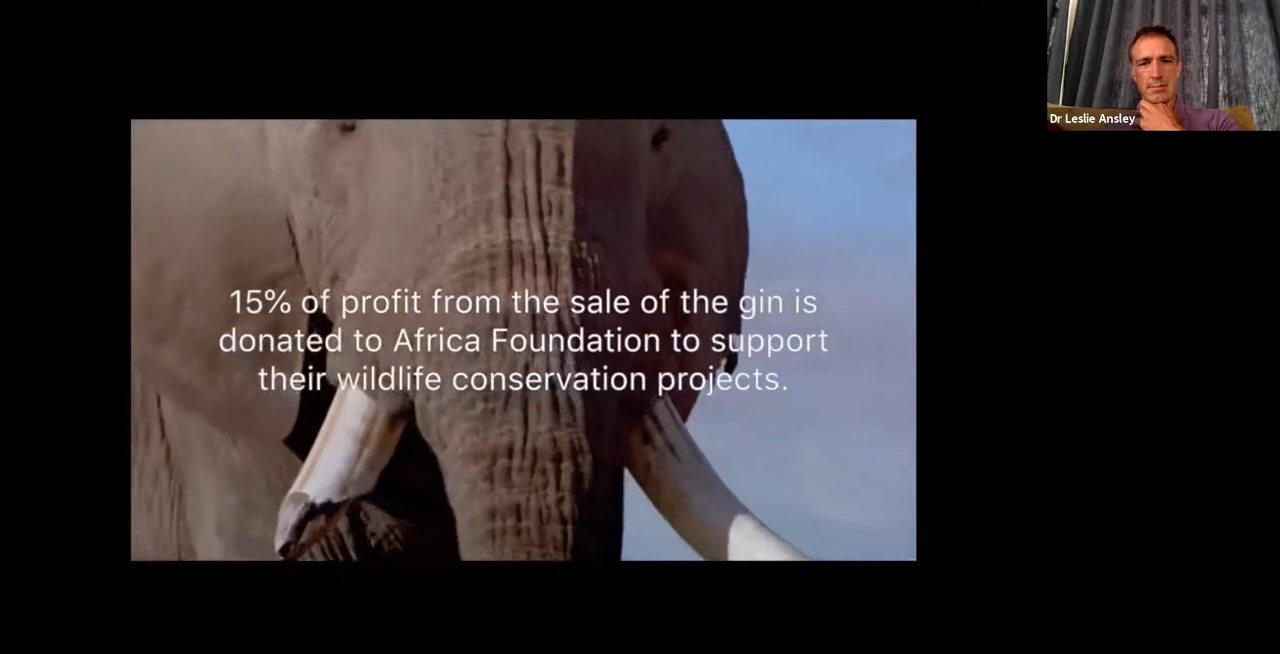 15% of profit from the sale of the gin is
donated to Africa Foundation to support
their wildlife conservation projects.
Dr Leslie Ansley